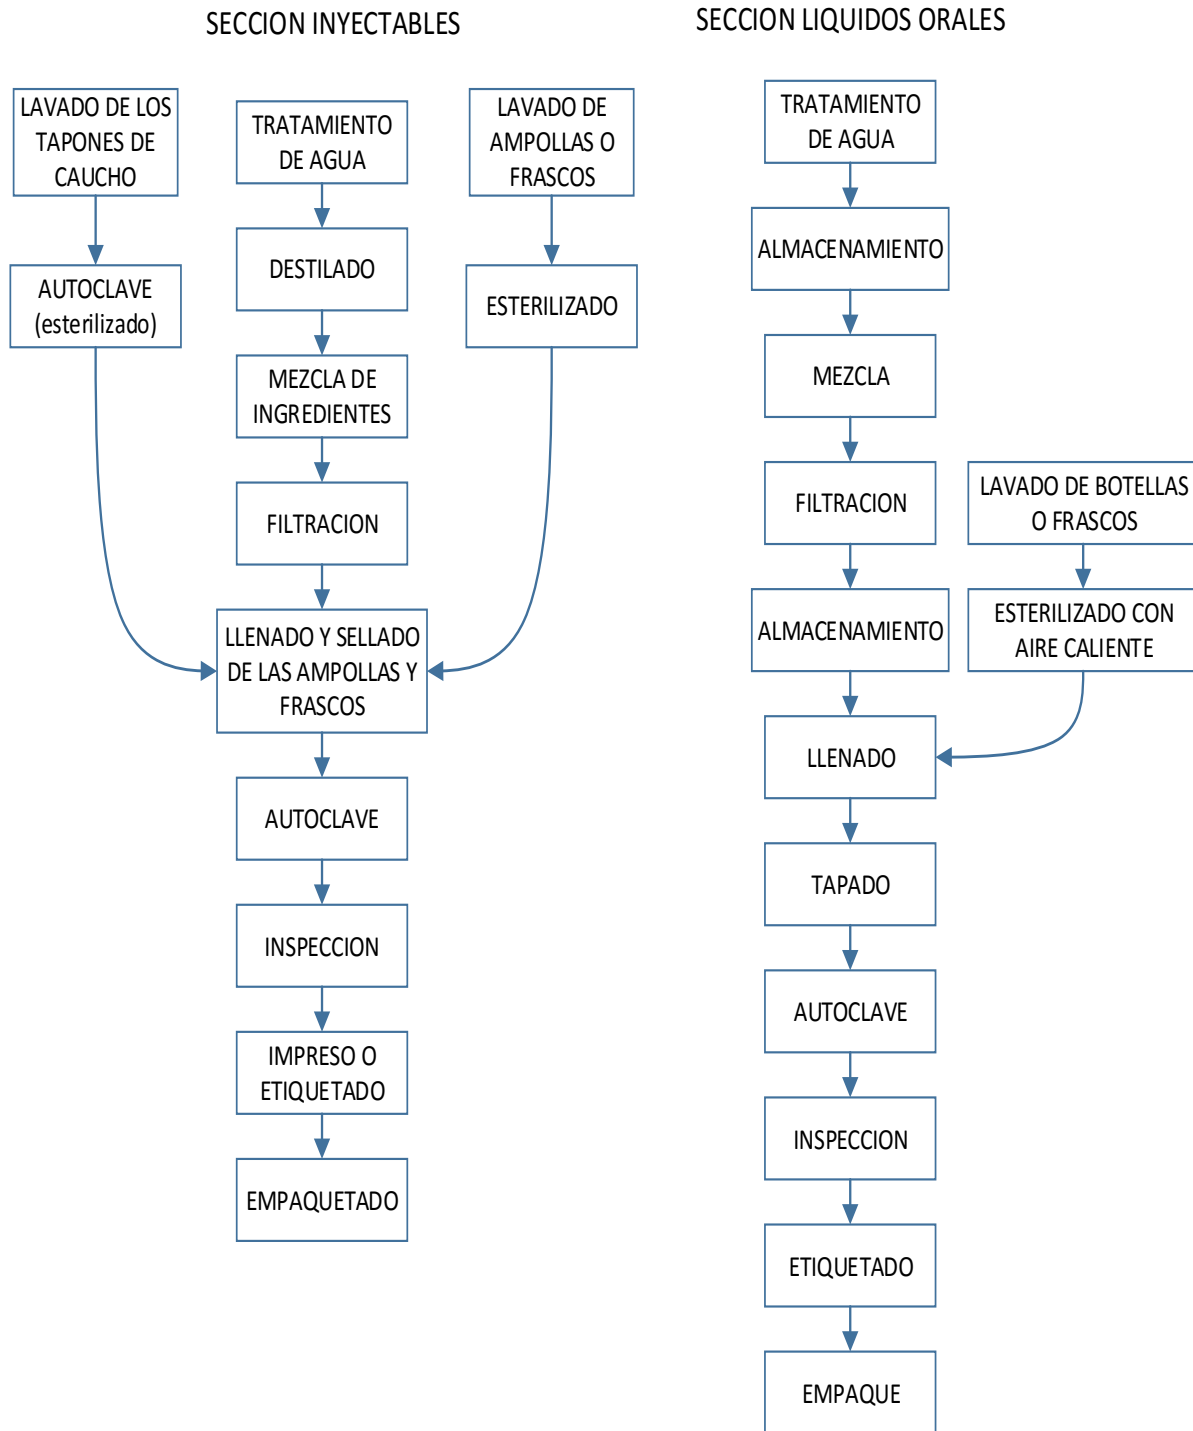 SECCION INYECTABLES
LAVADO DE LOS
TAPONES DE
CAUCHO
TRATAMIENTO
DE AGUA
LAVADO DE
AMPOLLAS O
FRASCOS
AUTOCLAVE
(esterilizado)
DESTILADO
ESTERILIZADO
MEZCLA DE
INGREDIENTES
FILTRACION
LLENADO Y SELLADO
DE LAS AMPOLLAS Y
FRASCOS
AUTOCLAVE
INSPECCION
IMPRESO O
ETIQUETADO
EMPAQUETADO
SECCION LIQUIDOS ORALES
TRATAMIENTO
DE AGUA
ALMACENAMIENTO
MEZCLA
FILTRACION
LAVADO DE BOTELLAS
O FRASCOS
ALMACENAMIENTO
ESTERILIZADO CON
AIRE CALIENTE
LLENADO
TAPADO
AUTOCLAVE
INSPECCION
ETIQUETADO
EMPAQUE